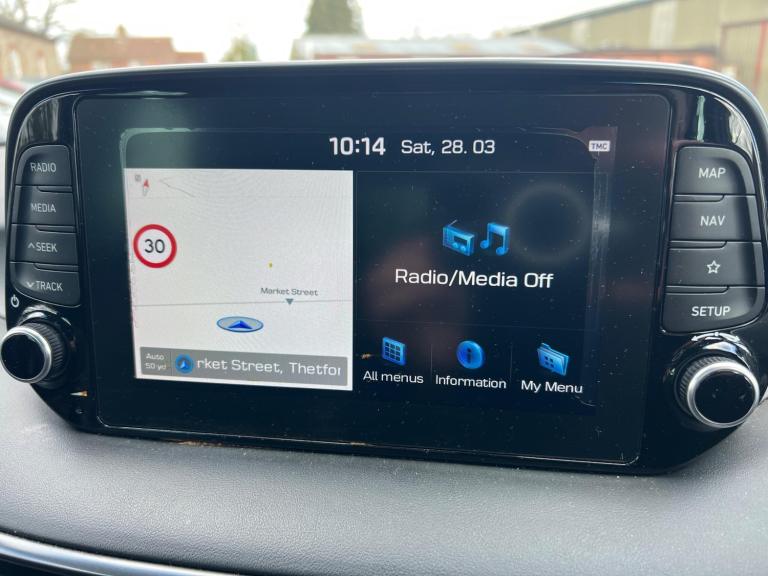 10:14 Sat, 28. 03 TMC
RADIO
MEDIA
SEEK
TRACK
30
Market Street
Auto
50 yd
rket Street, Thetfor
Radio/Media Off
All menus
Information
My Menu
MAP
NAV
SETUP